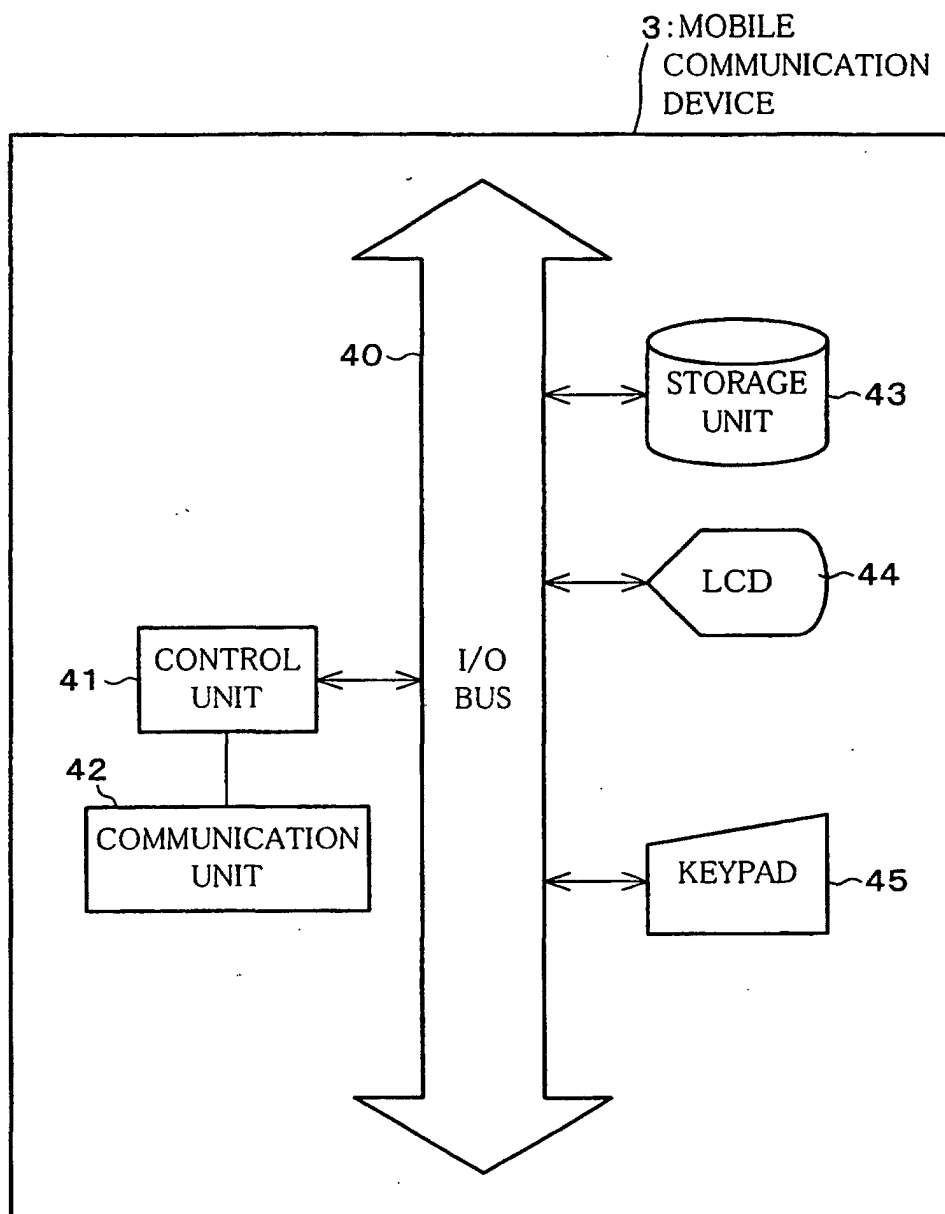 3:MOBILE
COMMUNICATION
DEVICE
40
STORAGE
UNIT
43
LCD
44
CONTROL
UNIT
41
I/O
BUS
42
COMMUNICATION
UNIT
KEYPAD
45